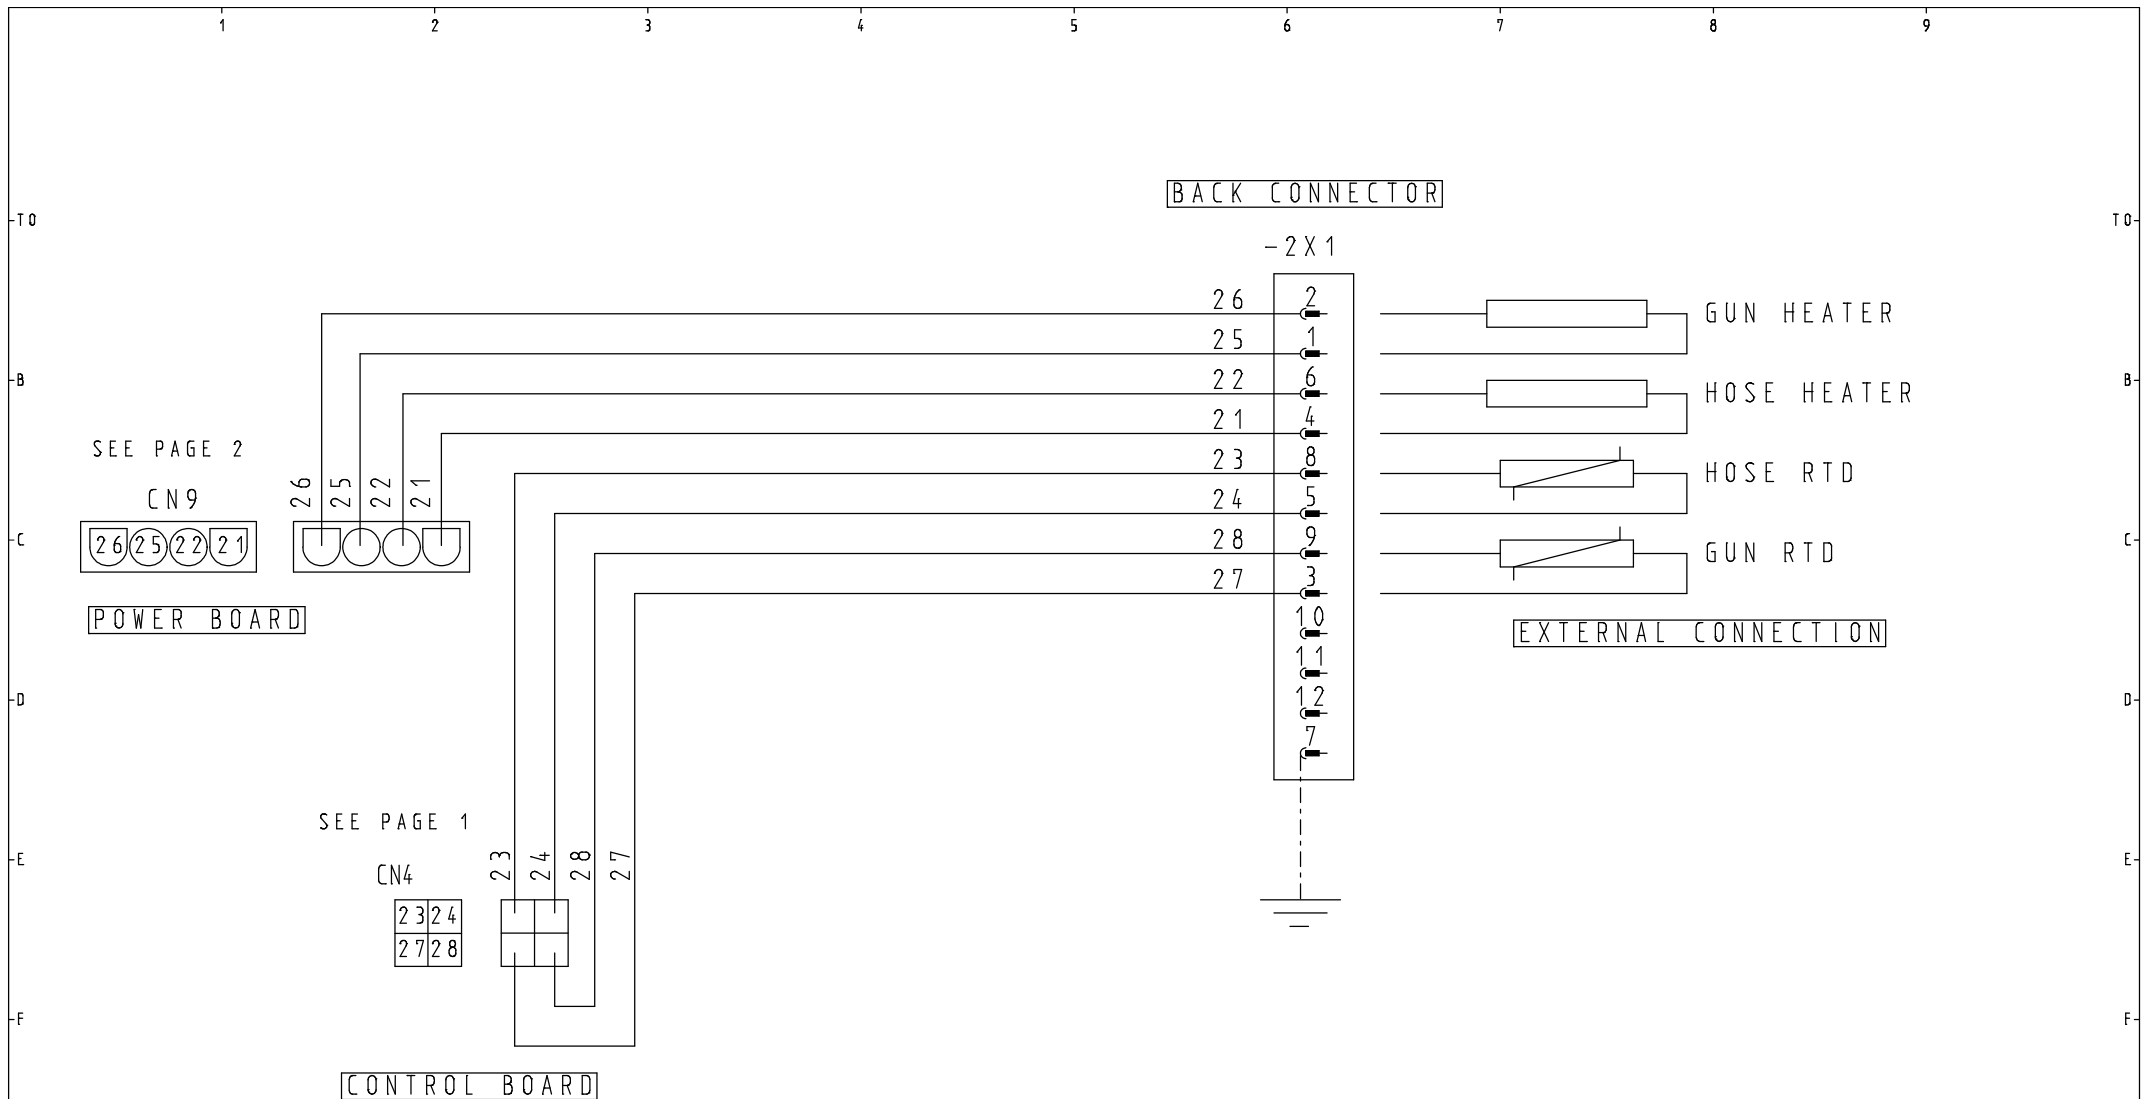 1 2 3 4 5 6 7 8 9
BACK CONNECTOR
T0 T0
-2X1
26 2 GUN HEATER
25 1
B 22 6 HOSE HEATER B
21 4
SEE PAGE 2
23 8 HOSE RTD
CN9 26 25 22 21
24 5
C 26 25 22 21 28 9 GUN RTD C
27 3
POWER BOARD 10 EXTERNAL CONNECTION
11
D 12 D
7
SEE PAGE 1
E 23 24 28 27 E
CN4
23 24
27 28
F F
CONTROL BOARD